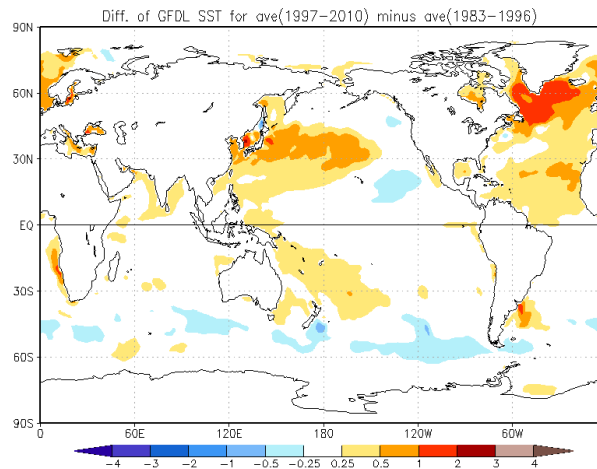 Diff. of GFDL SST for ave(1997-2010) minus ave(1983-1996)
90N
60N
30N
EQ
30S
60S
90S
0 60E 120E 180 120W 60W
-4 -3 -2 -1 -0.5 -0.25 0.25 0.5 1 2 3 4